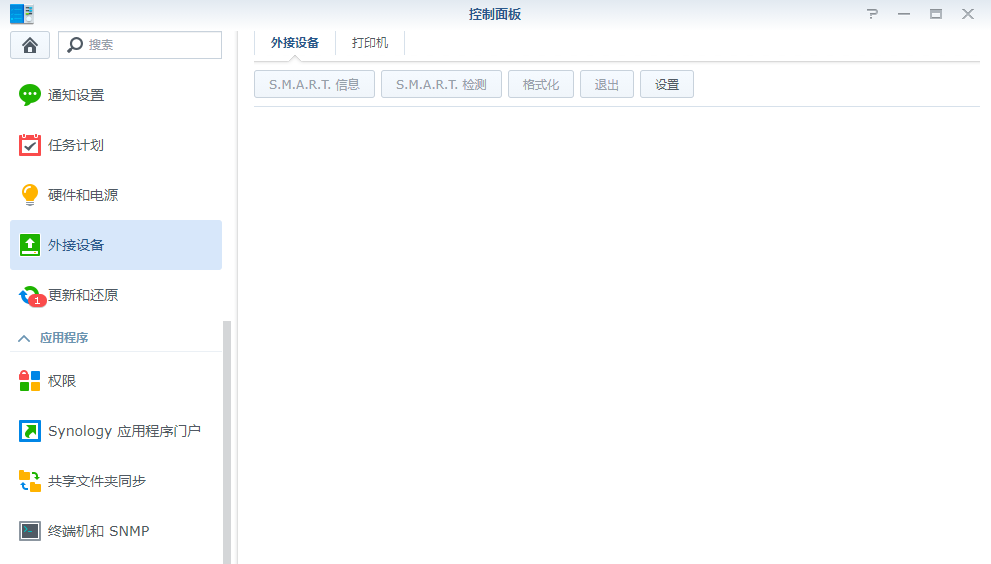 控制面板
搜索
外接设备
打印机
S.M.A.R.T. 信息
S.M.A.R.T. 检测
格式化
退出
设置
通知设置
任务计划
硬件和电源
外接设备
1
更新和还原
应用程序
权限
Synology 应用程序门户
共享文件夹同步
终端机和 SNMP